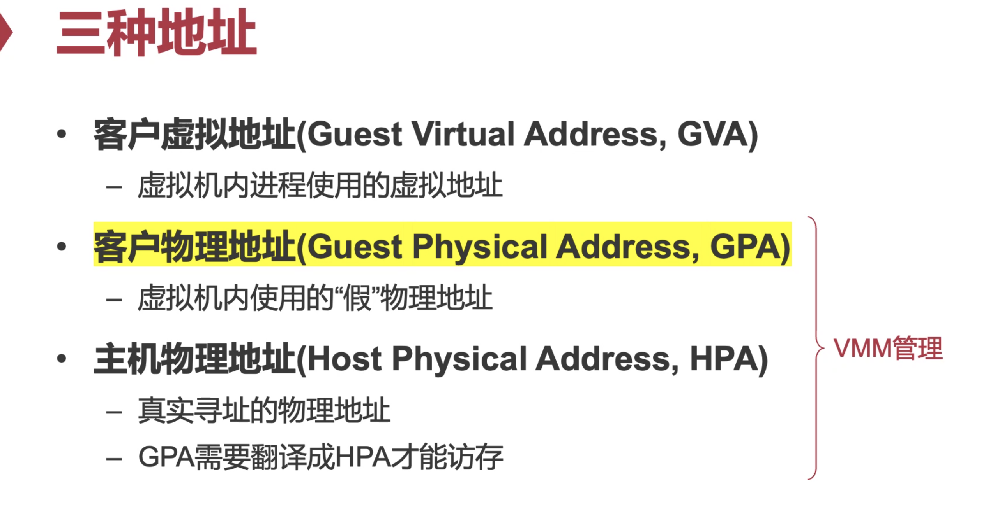 三种地址
• 客户虚拟地址(Guest Virtual Address, GVA)
– 虚拟机内进程使用的虚拟地址
• 客户物理地址(Guest Physical Address, GPA)
– 虚拟机内使用的“假”物理地址
• 主机物理地址(Host Physical Address, HPA)
– 真实寻址的物理地址
– GPA需要翻译成HPA才能访存
VMM管理